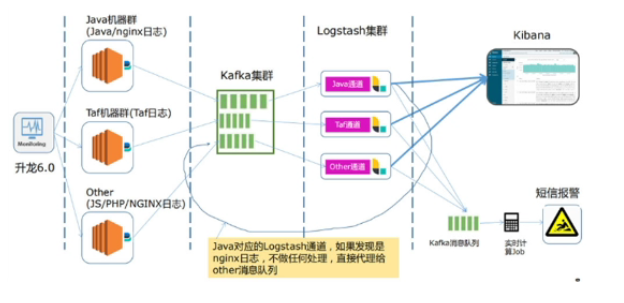 Java机器群
(Java/nginx日志)
Logstash集群
Kibana
Kafka集群
Java通道
Taf机器群(Taf日志)
Taf通道
Monitoring
升龙6.0
Other
(JS/PHP/NGINX日志)
Other通道
短信报警
Kafka消息队列
实时计
算Job
Java对应的Logstash通道，如果发现是
nginx日志，不做任何处理，直接代理给
other消息队列